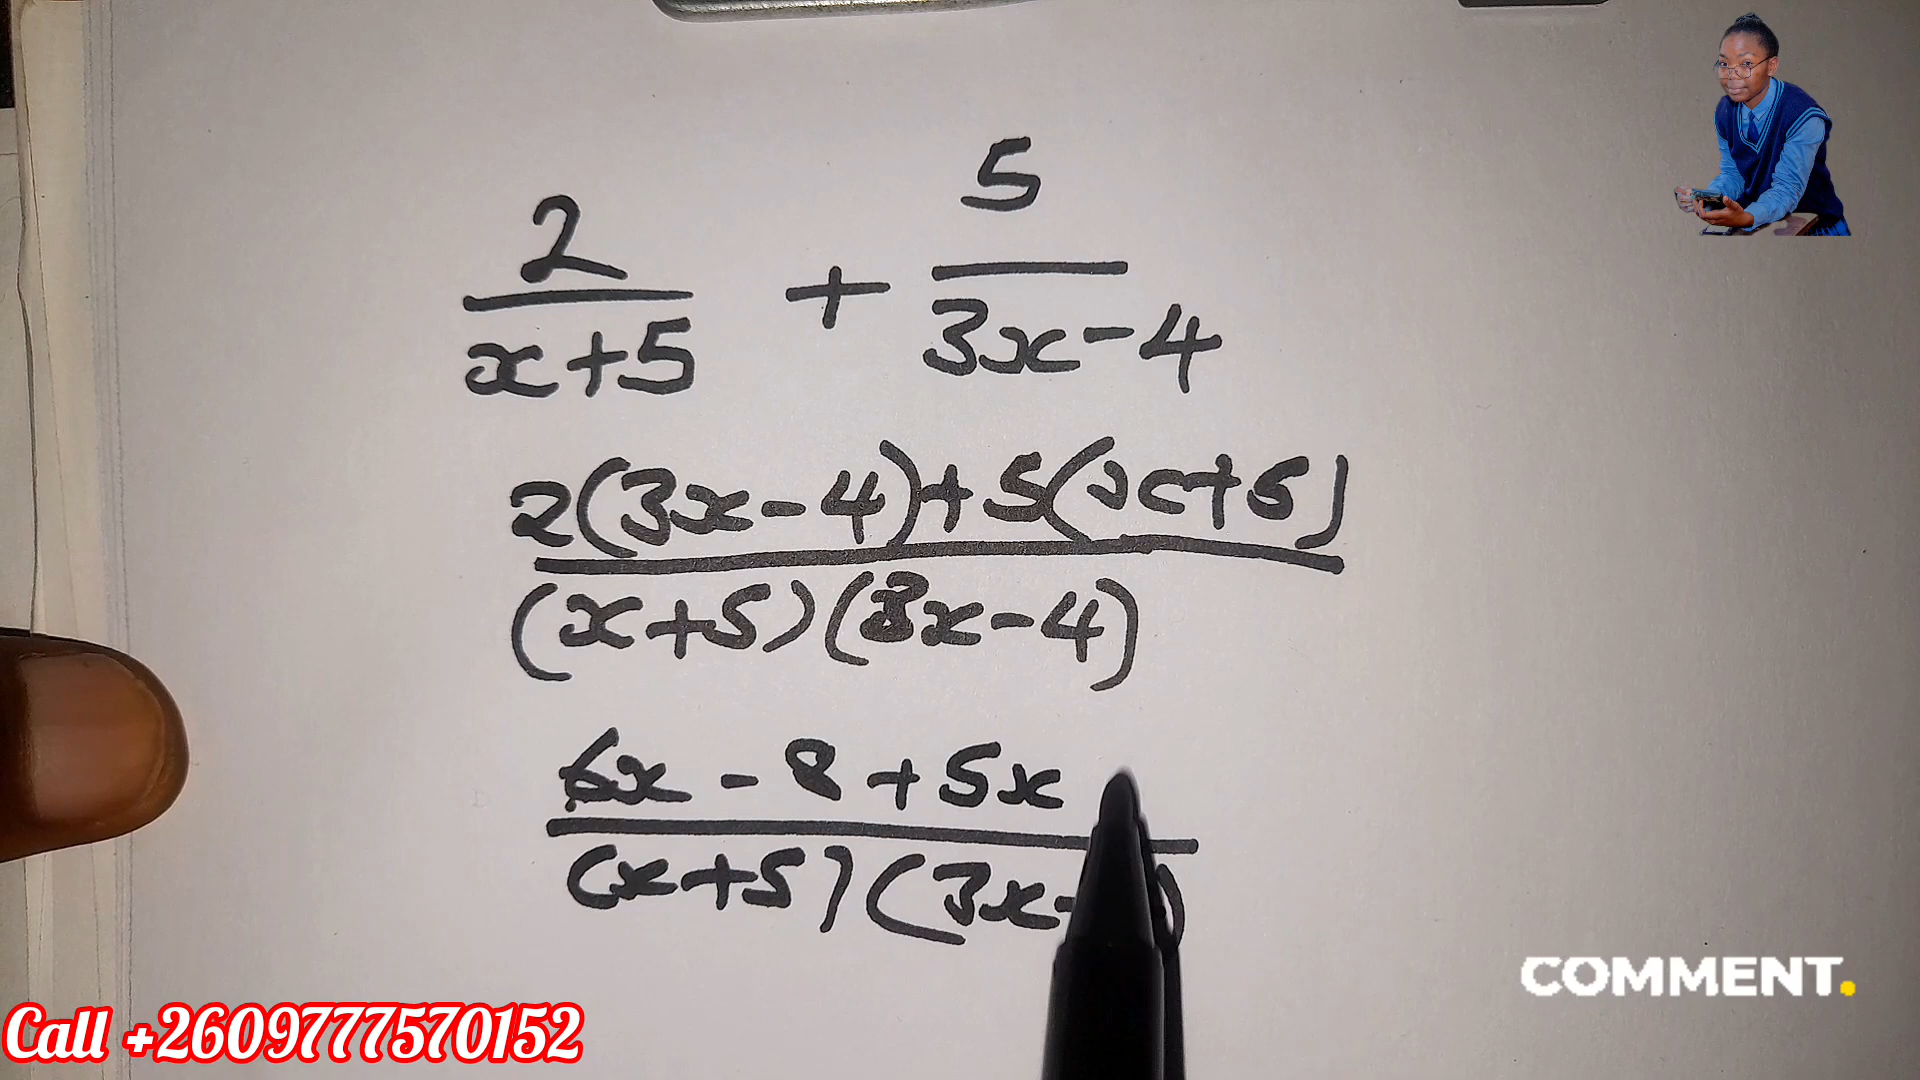 2/(x+5) + 5/(3x-4)
2(3x-4)+5(x+5)
(x+5)(3x-4)
6x - 8 + 5x
(x+5)(3x-
)
COMMENT.
Call +2609777570152